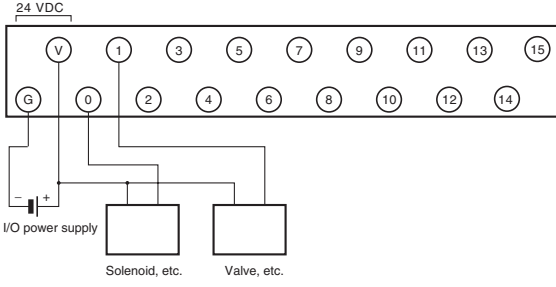 24 VDC
V 1 3 5 7 9 11 13 15
G 0 2 4 6 8 10 12 14
− +
I/O power supply
Solenoid, etc. Valve, etc.